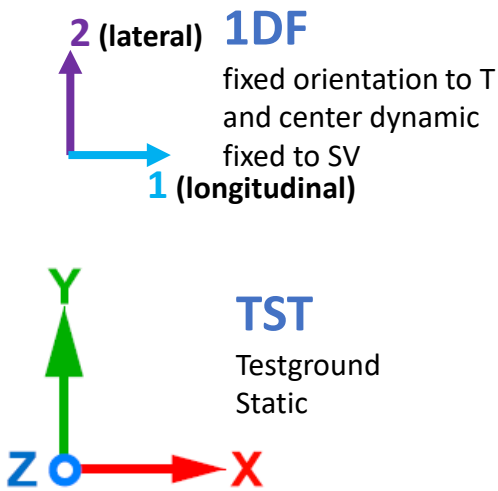 2 (lateral) 1DF
fixed orientation to T
and center dynamic
fixed to SV
1 (longitudinal)
Y
TST
Testground
Static
Z X